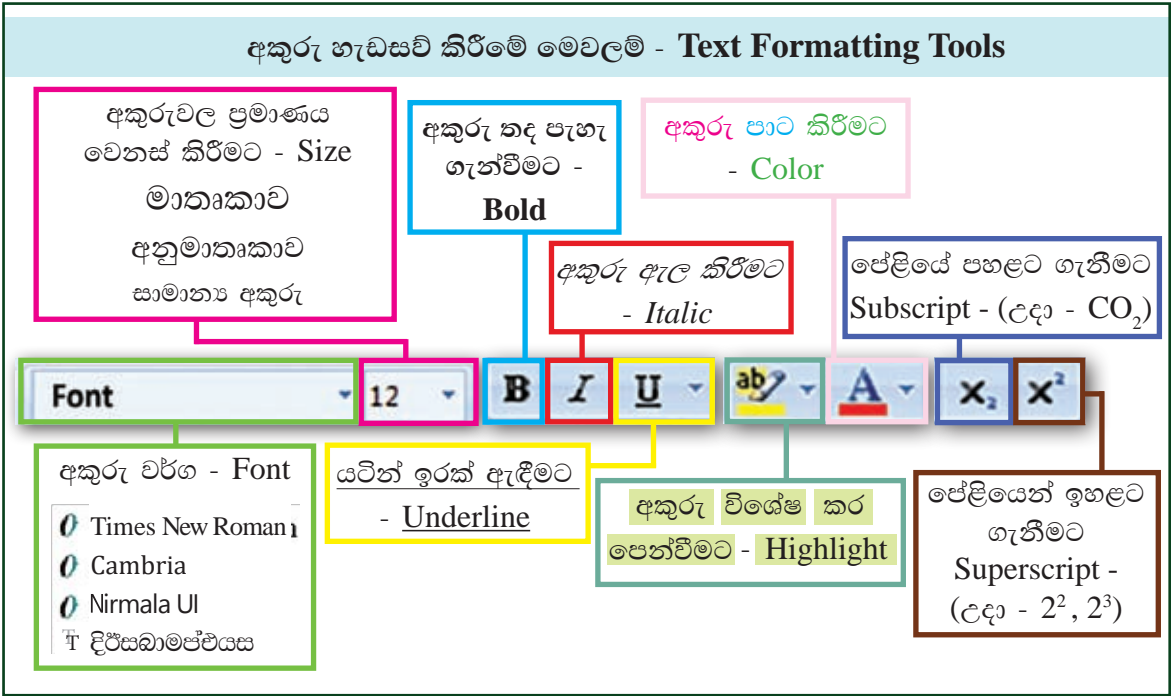 අකුරු හැඩසව් කිරීමේ මෙවලම් - Text Formatting Tools
අකුරුවල ප්‍රමාණය
වෙනස් කිරීමට - Size
මාතෘකාව
අනුමාතෘකාව
සාමාන්‍ය අකුරු
අකුරු තද පැහැ
ගැන්වීමට -
Bold
අකුරු පාට කිරීමට
- Color
අකුරු ඇල කිරීමට
- Italic
පේළියේ පහළට ගැනීමට
Subscript - (උදා - CO₂)
Font 12 B I U ab A X₂ X²
අකුරු වර්ග - Font
Times New Roman
Cambria
Nirmala UI
දිඊසබාමප්එයස
යටින් ඉරක් ඇඳීමට
- Underline
අකුරු විශේෂ කර
පෙන්වීමට - Highlight
පේළියෙන් ඉහළට
ගැනීමට
Superscript -
(උදා - 2², 2³)